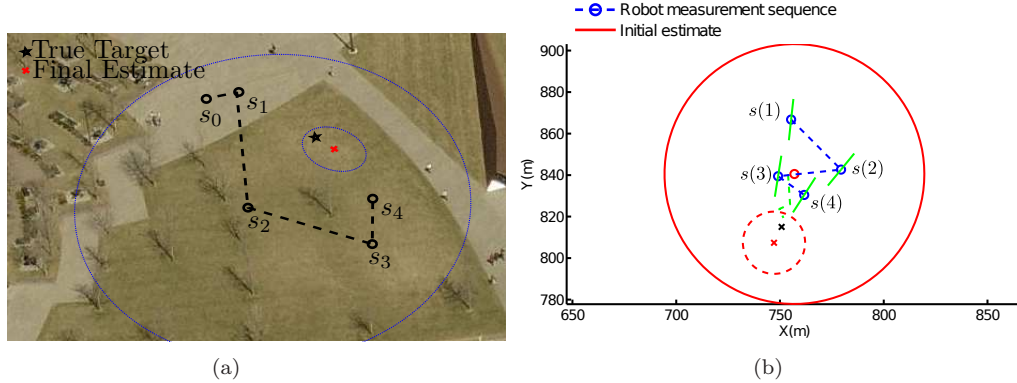 True Target
Final Estimate
s0
s1
s2
s3
s4
(a)
Robot measurement sequence
Initial estimate
900
880
860
840
820
800
780
Y(m)
650
700
750
800
850
X(m)
s(1)
s(2)
s(3)
s(4)
(b)